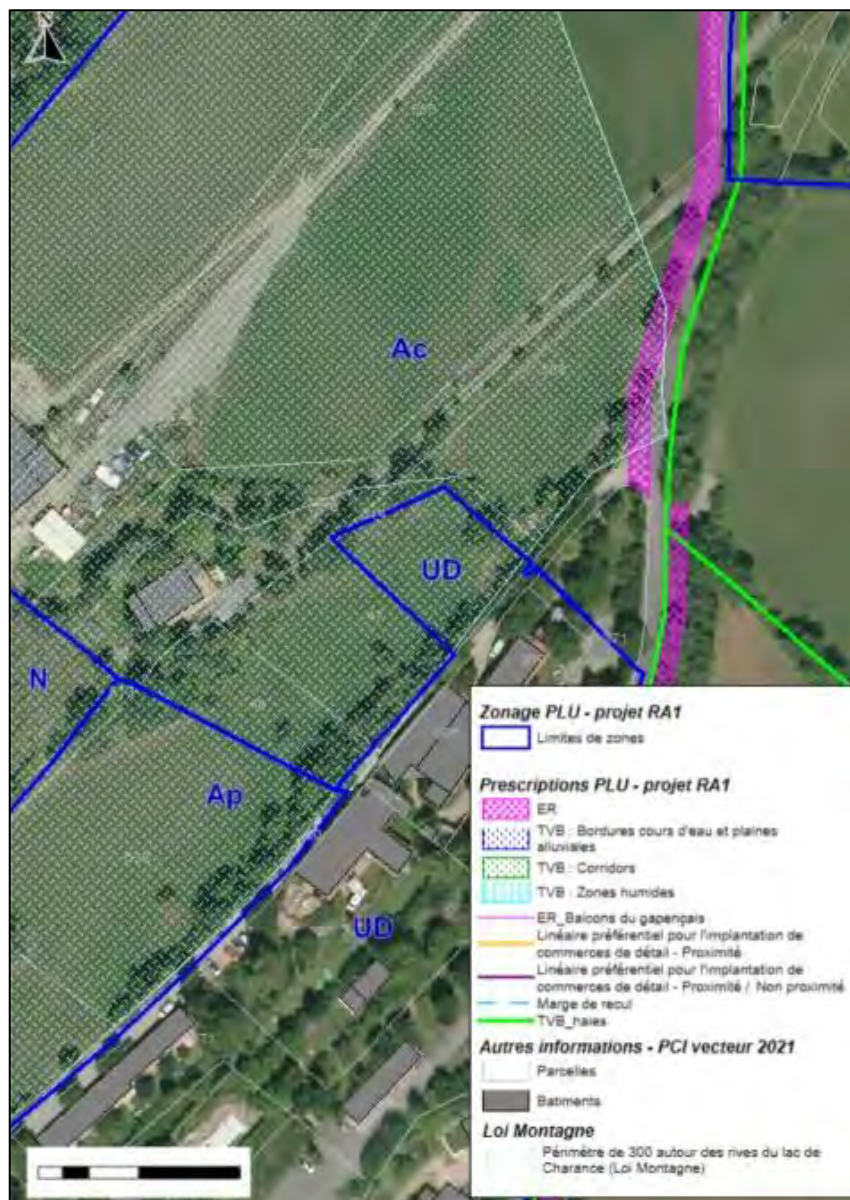 N
Ac
UD
N
Ap
UD
Zonage PLU - projet RA1
Limites de zones
Prescriptions PLU - projet RA1
ER
TVB : Bordures cours d'eau et plaines
alluviales
TVB : Corridors
TVB : Zones humides
ER_Balcons du gapençais
Linéaire préférentiel pour l'implantation de
commerces de détail - Proximité
Linéaire préférentiel pour l'implantation de
commerces de détail - Proximité / Non proximité
Marge de recul
TVB_haies
Autres informations - PCI vecteur 2021
Parcelles
Batiments
Loi Montagne
Périmètre de 300 autour des rives du lac de
Charance (Loi Montagne)